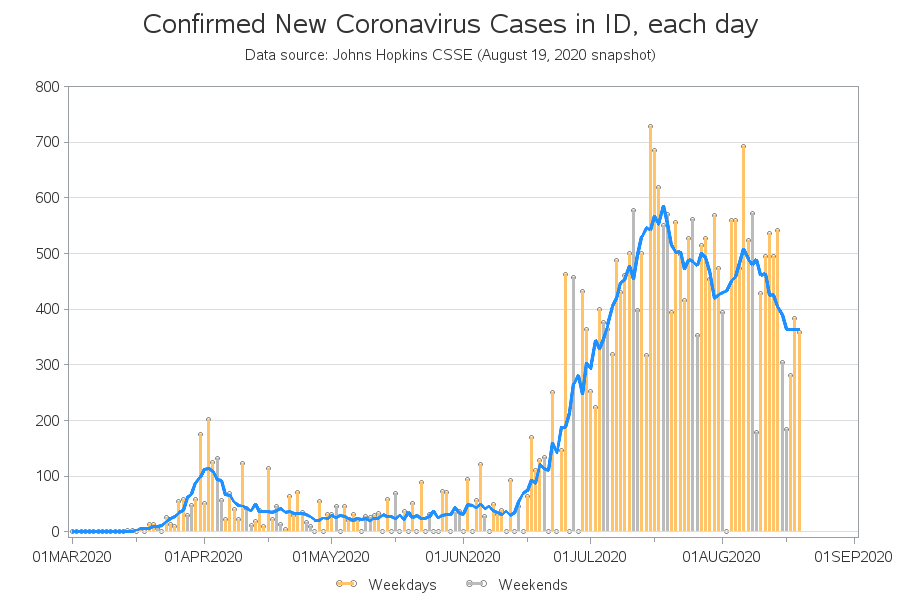 Confirmed New Coronavirus Cases in ID, each day
Data source: Johns Hopkins CSSE (August 19, 2020 snapshot)
800
700
600
500
400
300
200
100
0
01MAR2020 01APR2020 01MAY2020 01JUN2020 01JUL2020 01AUG2020 01SEP2020
Weekdays Weekends